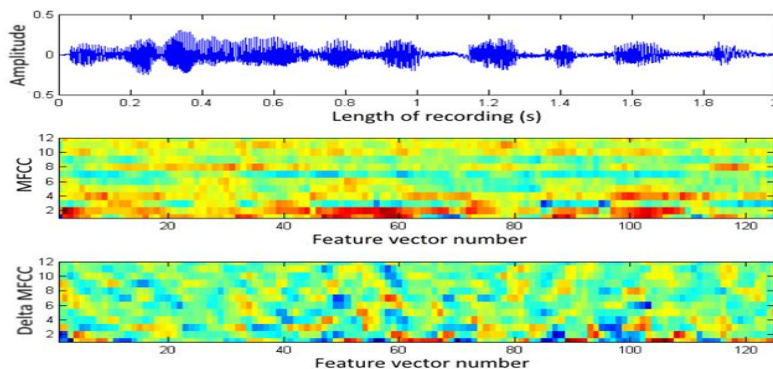 0.5
Amplitude
0
0.5
0 0.2 0.4 0.6 0.8 1 1.2 1.4 1.6 1.8
Length of recording (s)
12
10
MFCC
8
6
4
2
20 40 60 80 100 120
Feature vector number
12
10
Delta MFCC
8
6
4
2
20 40 60 80 100 120
Feature vector number